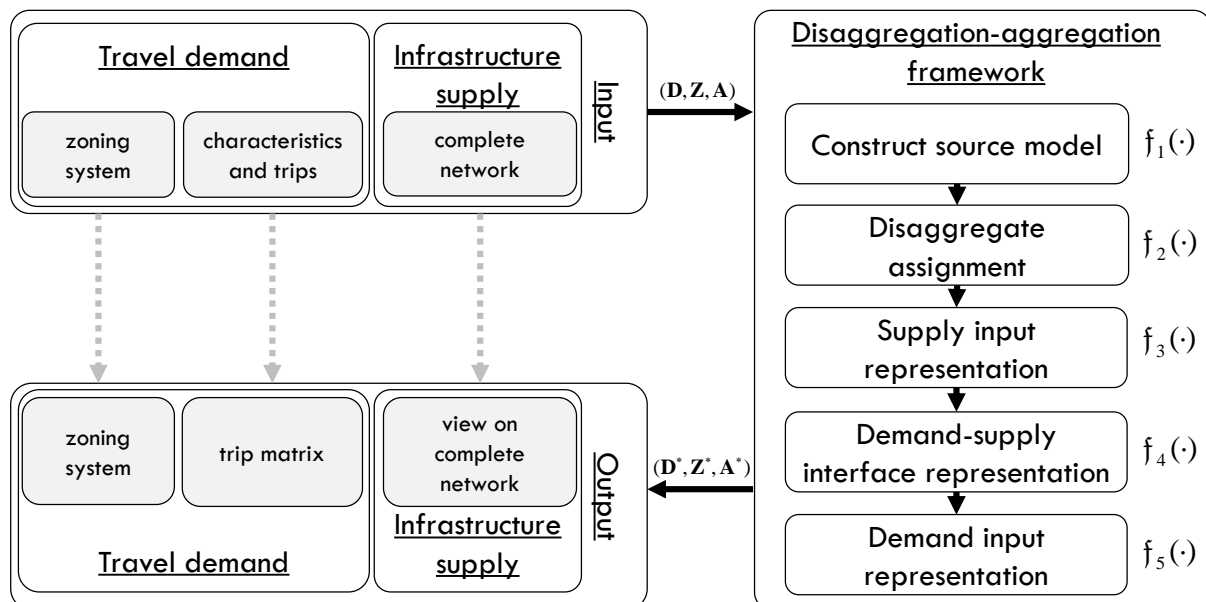 Travel demand
zoning
system
characteristics
and trips
Infrastructure
supply
complete
network
Input
(D, Z, A)
zoning
system
trip matrix
Travel demand
view on
complete
network
Infrastructure
supply
Output
(D*, Z*, A*)
Disaggregation-aggregation
framework
Construct source model
f₁(·)
Disaggregate
assignment
f₂(·)
Supply input
representation
f₃(·)
Demand-supply
interface representation
f₄(·)
Demand input
representation
f₅(·)